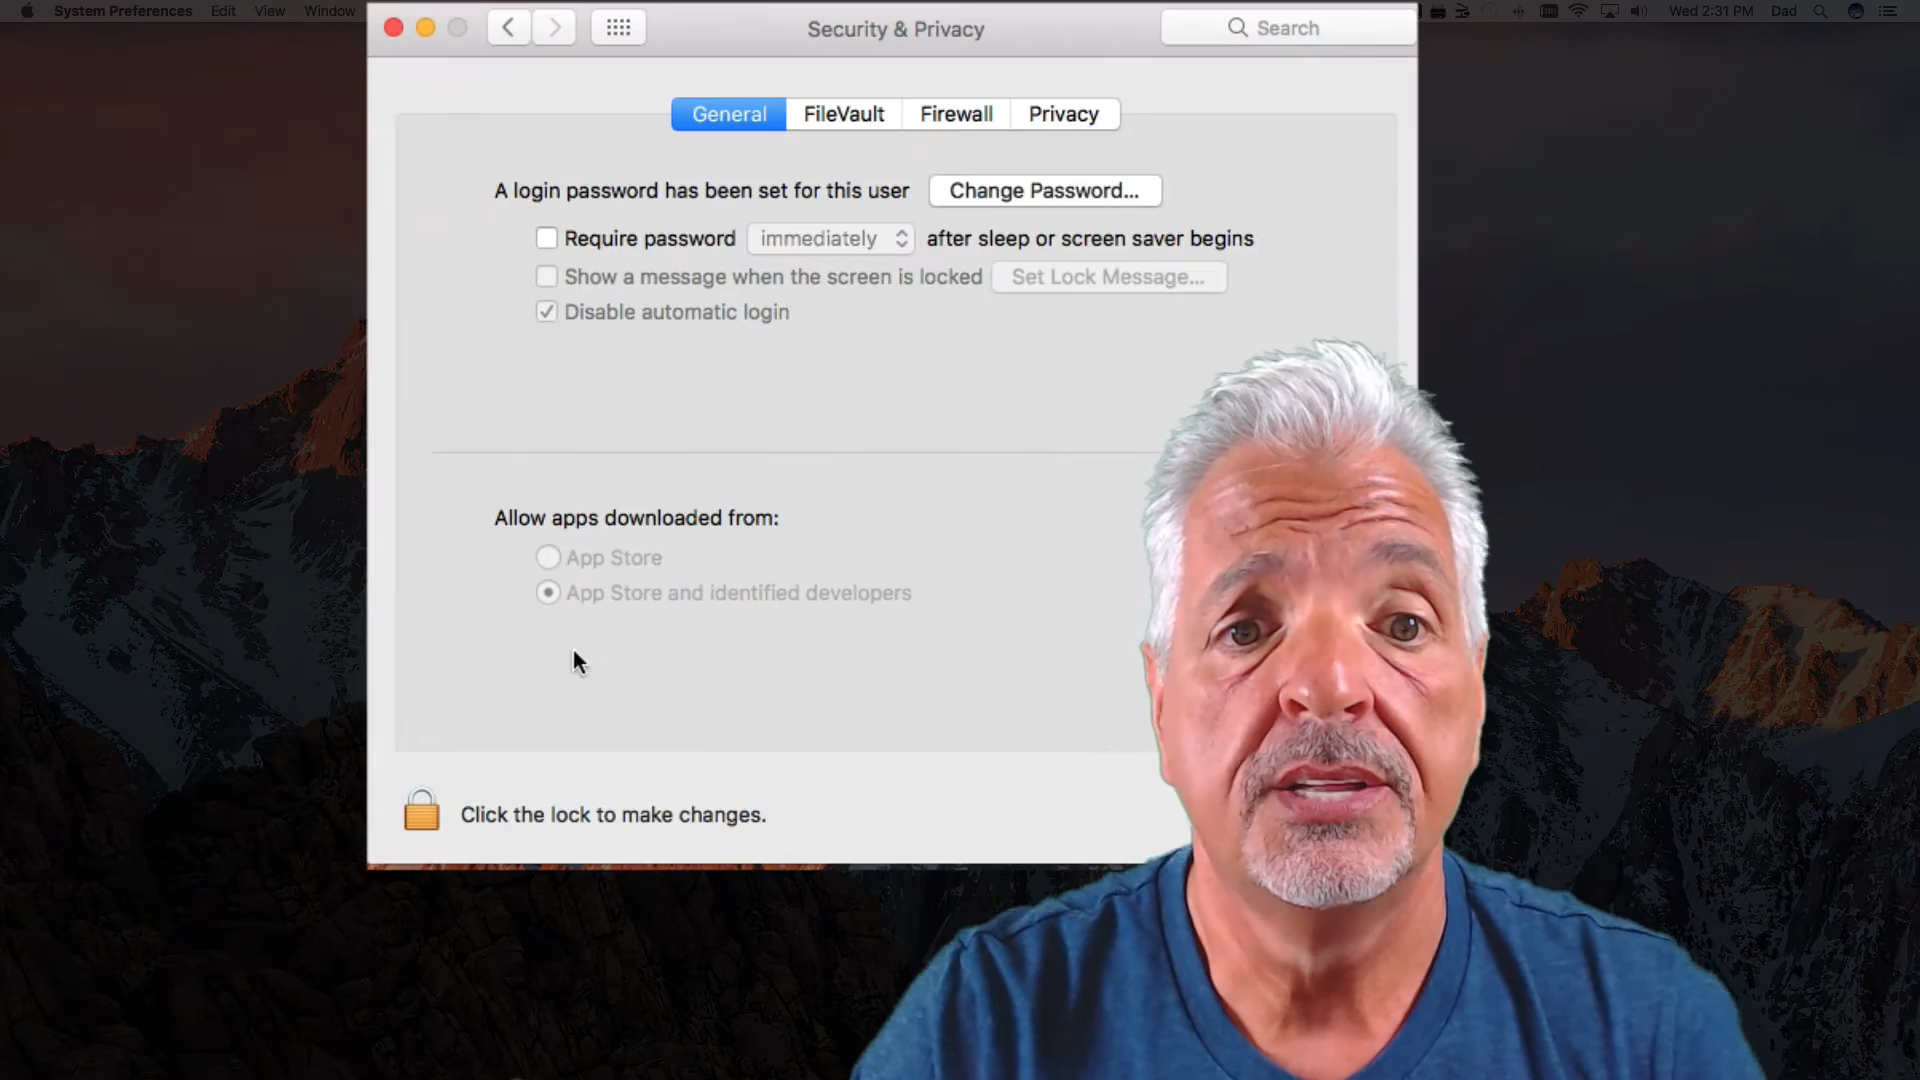 System Preferences Edit View Window Wed 2:31 PM Dad
Security & Privacy
Search
General FileVault Firewall Privacy
A login password has been set for this user Change Password...
Require password immediately after sleep or screen saver begins
Show a message when the screen is locked Set Lock Message...
Disable automatic login
Allow apps downloaded from:
App Store
App Store and identified developers
Click the lock to make changes.